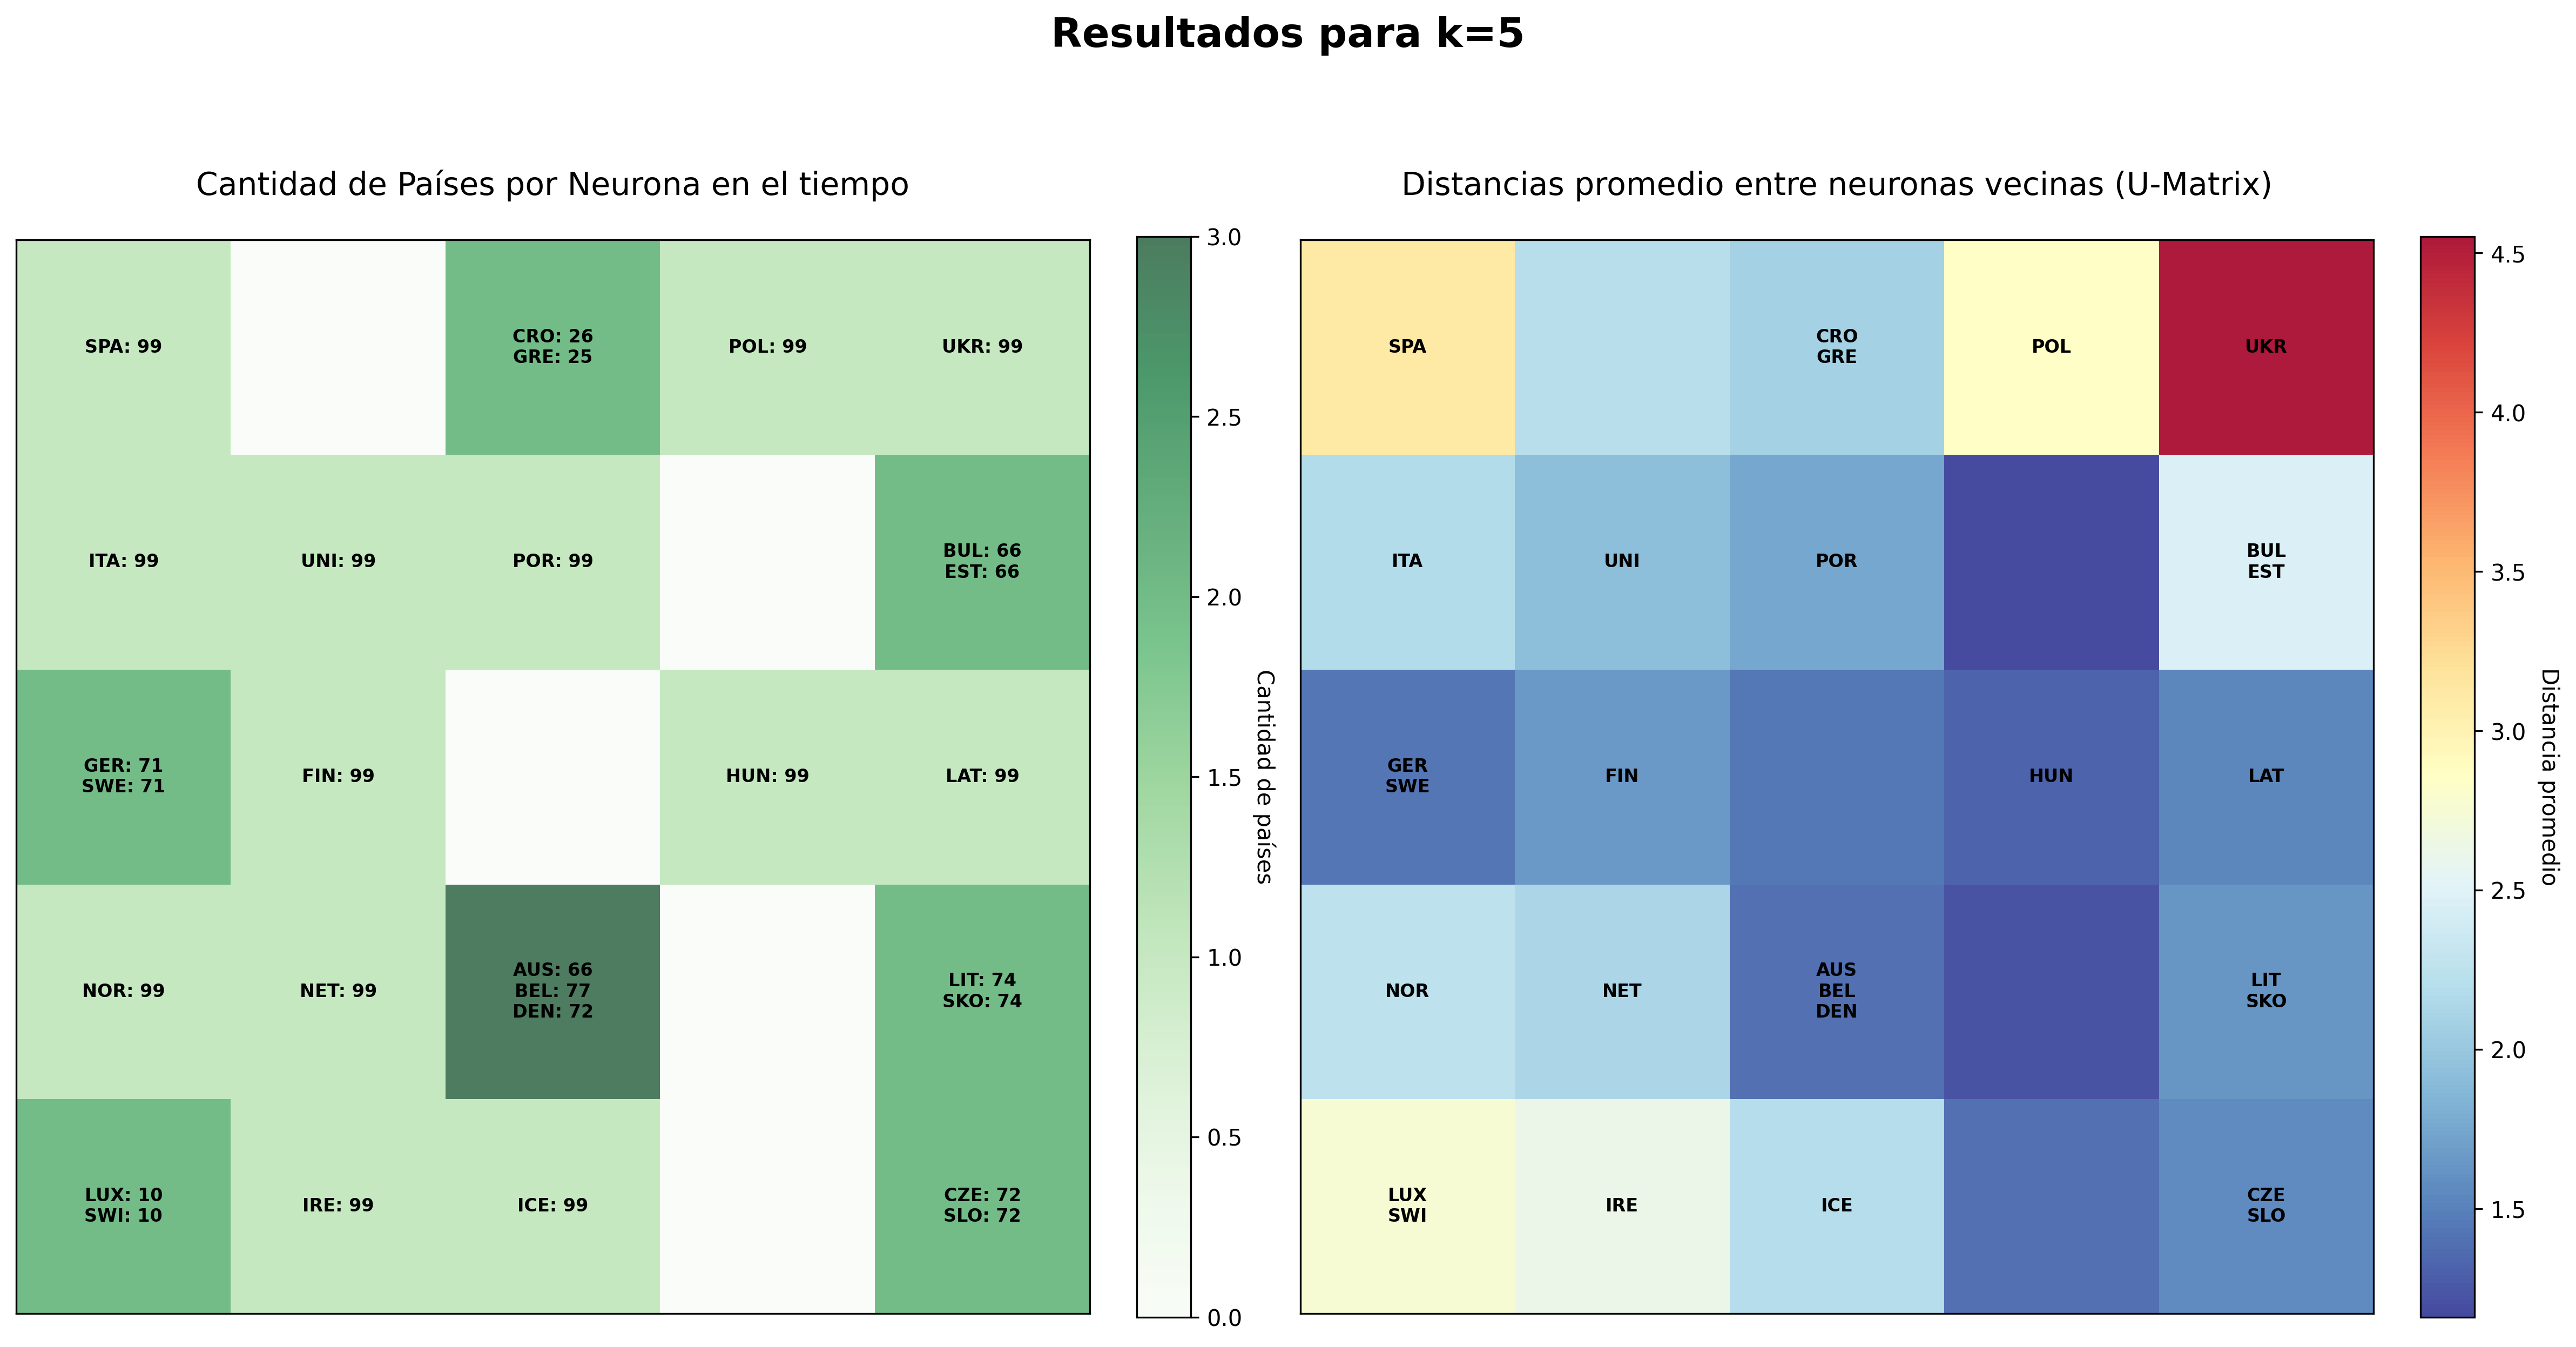 Resultados para k=5
Cantidad de Países por Neurona en el tiempo
SPA: 99
CRO: 26
GRE: 25
POL: 99
UKR: 99
ITA: 99
UNI: 99
POR: 99
BUL: 66
EST: 66
GER: 71
SWE: 71
FIN: 99
HUN: 99
LAT: 99
NOR: 99
NET: 99
AUS: 66
BEL: 77
DEN: 72
LIT: 74
SKO: 74
LUX: 10
SWI: 10
IRE: 99
ICE: 99
CZE: 72
SLO: 72
3.0
2.5
2.0
1.5
1.0
0.5
0.0
Cantidad de países
Distancias promedio entre neuronas vecinas (U-Matrix)
SPA
CRO
GRE
POL
UKR
ITA
UNI
POR
BUL
EST
GER
SWE
FIN
HUN
LAT
NOR
NET
AUS
BEL
DEN
LIT
SKO
LUX
SWI
IRE
ICE
CZE
SLO
4.5
4.0
3.5
3.0
2.5
2.0
1.5
Distancia promedio